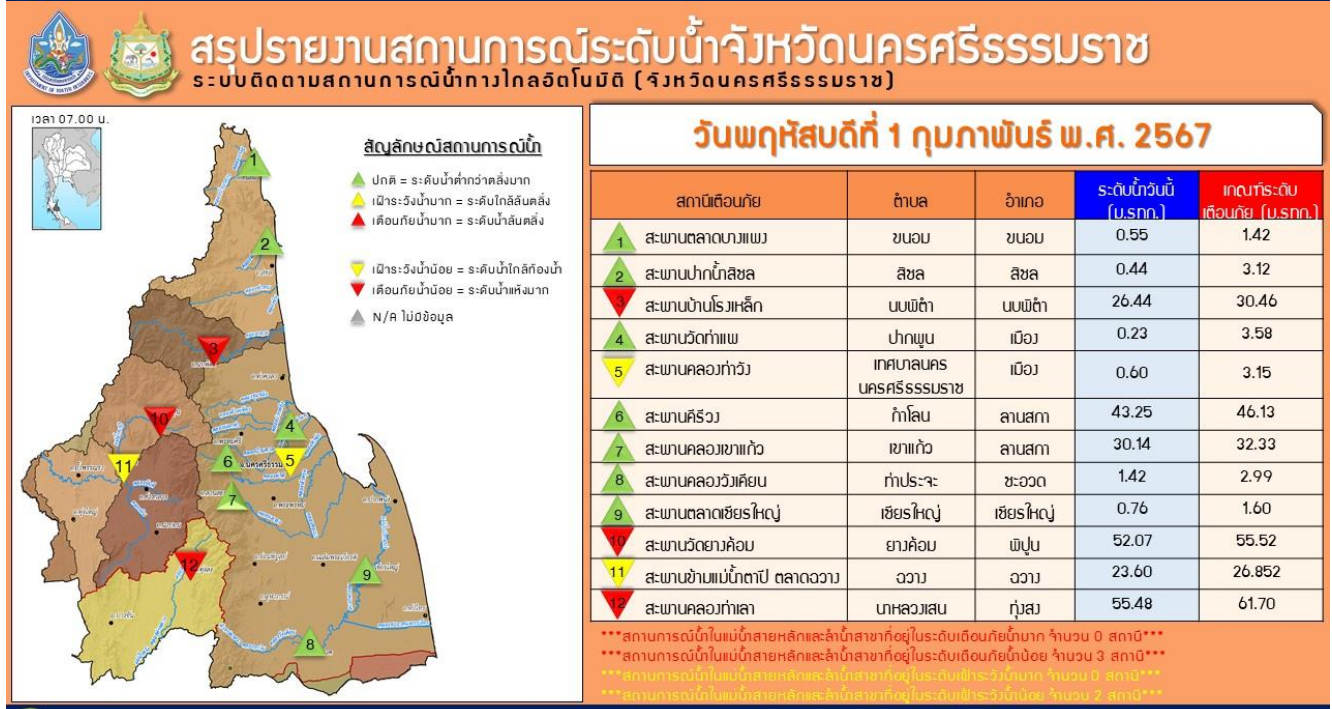 สรุปรายงานสถานการณ์ระดับน้ำจังหวัดนครศรีธรรมราช
ระบบติดตามสถานการณ์น้ำทางไกลอัตโนมัติ (จังหวัดนครศรีธรรมราช)
เวลา 07.00 น.
สัญลักษณ์สถานการณ์น้ำ
ปกติ = ระดับน้ำต่ำกว่าตลิ่งมาก
เฝ้าระวังน้ำมาก = ระดับใกล้ล้นตลิ่ง
เตือนภัยน้ำมาก = ระดับน้ำล้นตลิ่ง
เฝ้าระวังน้ำน้อย = ระดับน้ำใกล้ท้องน้ำ
เตือนภัยน้ำน้อย = ระดับน้ำแห้งมาก
N/A ไม่มีข้อมูล
1
2
3
10
4
11
6 5
7
12
9
8
วันพฤหัสบดีที่ 1 กุมภาพันธ์ พ.ศ. 2567
สถานีเตือนภัย ตำบล อำเภอ ระดับน้ำวันนี้ (ม.รทก.) เกณฑ์ระดับเตือนภัย (ม.รทก.)
1 สะพานตลาดบางแพง ขนอม ขนอม 0.55 1.42
2 สะพานปากน้ำสิชล สิชล สิชล 0.44 3.12
3 สะพานบ้านโรงเหล็ก นบพิตำ นบพิตำ 26.44 30.46
4 สะพานวัดท่าแพ ปากพูน เมือง 0.23 3.58
5 สะพานคลองท่าวัง เทศบาลนครนครศรีธรรมราช เมือง 0.60 3.15
6 สะพานคีรีวง กำโลน ลานสกา 43.25 46.13
7 สะพานคลองเขาแก้ว เขาแก้ว ลานสกา 30.14 32.33
8 สะพานคลองวังเคียน ท่าประจะ ชะอวด 1.42 2.99
9 สะพานตลาดเชียรใหญ่ เชียรใหญ่ เชียรใหญ่ 0.76 1.60
10 สะพานวัดยางค้อม ยางค้อม พิปูน 52.07 55.52
11 สะพานข้ามแม่น้ำตาปี ตลาดฉวาง ฉวาง ฉวาง 23.60 26.852
12 สะพานคลองท่าเลา นาหลวงเสน ทุ่งสง 55.48 61.70
***สถานการณ์น้ำในแม่น้ำสายหลักและลำน้ำสาขาที่อยู่ในระดับเตือนภัยน้ำมาก จำนวน 0 สถานี***
***สถานการณ์น้ำในแม่น้ำสายหลักและลำน้ำสาขาที่อยู่ในระดับเตือนภัยน้ำน้อย จำนวน 3 สถานี***
***สถานการณ์น้ำในแม่น้ำสายหลักและลำน้ำสาขาที่อยู่ในระดับเฝ้าระวังน้ำมาก จำนวน 0 สถานี***
***สถานการณ์น้ำในแม่น้ำสายหลักและลำน้ำสาขาที่อยู่ในระดับเฝ้าระวังน้ำน้อย จำนวน 2 สถานี***